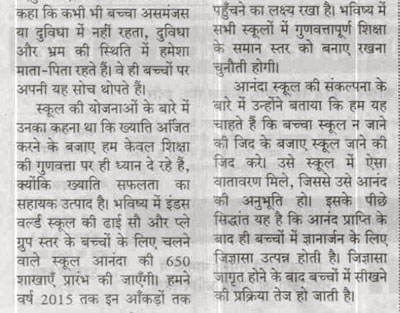 कहा कि कभी भी बच्चा असमंजस
या दुविधा में नहीं रहता, दुविधा
और भ्रम की स्थिति में हमेशा
माता-पिता रहते हैं। वे ही बच्चों पर
अपनी यह सोच थोपते हैं।
स्कूल की योजनाओं के बारे में
उनका कहना था कि ख्याति अर्जित
करने के बजाए हम केवल शिक्षा
की गुणवत्ता पर ही ध्यान दे रहे हैं,
क्योंकि ख्याति सफलता का
सहायक उत्पाद है। भविष्य में इंडस
वर्ल्ड स्कूल की ढाई सौ और प्ले
ग्रुप स्तर के बच्चों के लिए चलने
वाले स्कूल आनंदा की 650
शाखाएँ प्रारंभ की जाएँगी। हमने
वर्ष 2015 तक इन आँकड़ों तक
पहुँचने का लक्ष्य रखा है। भविष्य में
सभी स्कूलों में गुणवत्तापूर्ण शिक्षा
के समान स्तर को बनाए रखना
चुनौती होगी।
आनंदा स्कूल की संकल्पना के
बारे में उन्होंने बताया कि हम यह
चाहते हैं कि बच्चा स्कूल न जाने
की जिद के बजाए स्कूल जाने की
जिद करे। उसे स्कूल में ऐसा
वातावरण मिले, जिससे उसे आनंद
की अनुभूति हो। इसके पीछे
सिद्धांत यह है कि आनंद प्राप्ति के
बाद ही बच्चों में ज्ञानार्जन के लिए
जिज्ञासा उत्पन्न होती है। जिज्ञासा
जागृत होने के बाद बच्चों में सीखने
की प्रक्रिया तेज हो जाती है।